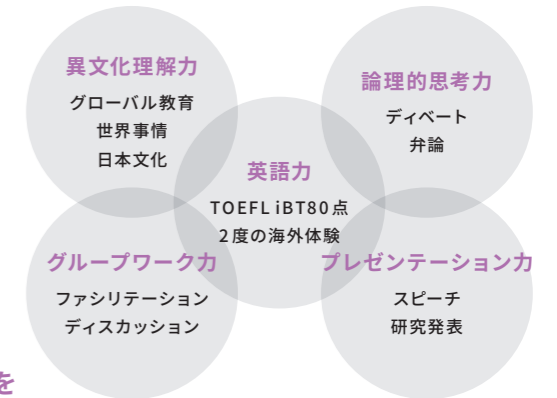 異文化理解力
グローバル教育
世界事情
日本文化
論理的思考力
ディベート
弁論
英語力
TOEFL iBT80点
2度の海外体験
グループワーク力
ファシリテーション
ディスカッション
プレゼンテーション力
スピーチ
研究発表
を